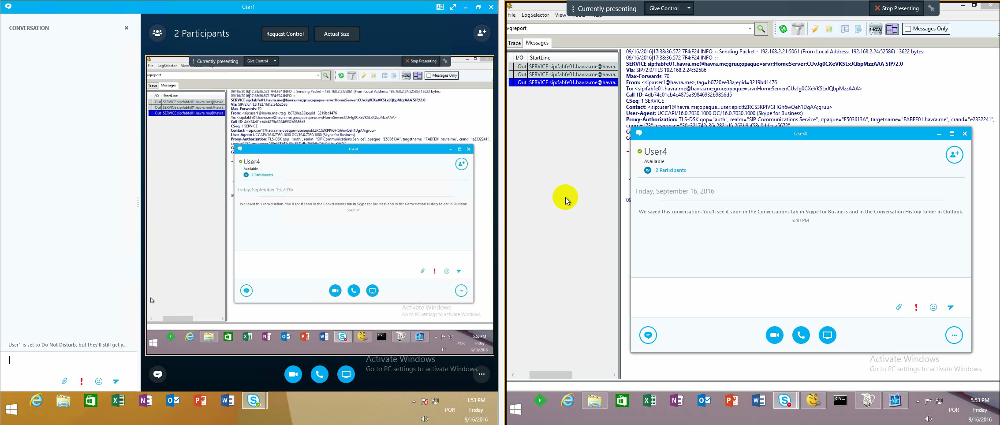 User1
CONVERSATION
2 Participants
Request Control
Actual Size
Currently presenting
Give Control
Stop Presenting
File LogSelector View
vqreport
Messages Only
Trace Messages
I/O StartLine
Out SERVICE sip:fabfe01.havra.me@havra.
Out SERVICE sip:fabfe01.havra.me@havra.
Out SERVICE sip:fabfe01.havra.me@havra.
09/16/2016|17:38:36.572 7F4:F24 INFO :: Sending Packet - 192.168.2.21:5061 (From Local Address: 192.168.2.24:52586) 13622 bytes:
09/16/2016|17:38:36.572 7F4:F24 INFO ::
SERVICE sip:fabfe01.havra.me@havra.me;gruu;opaque=srvr:HomeServer:CUvJg0CXeVKSLxJQbpMzzAAA SIP/2.0
Via: SIP/2.0/TLS 192.168.2.24:52586
Max-Forwards: 70
From: <sip:user1@havra.me>;tag=b0720ee33a;epid=3219bd1476
To: <sip:fabfe01.havra.me@havra.me;gruu;opaque=srvr:HomeServer:CUvJg0CXeVKSLxJQbpMzzAAA>
Call-ID: 4db74c01cb4c4875a39846932b9856d5
CSeq: 1 SERVICE
Contact: <sip:user1@havra.me;opaque=user:epid:tZRCS3KPIVGHGh6wQeh1DgAA;gruu>
User-Agent: UCCAPI/16.0.7030.1000 OC/16.0.7030.1000 (Skype for Business)
Proxy-Authorization: TLS-DSK qop="auth", realm="SIP Communications Service", opaque="E503613A", targetname="FABFE01.havra.me", crand="e2332241",
User4
User4
Available
2 Participants
Friday, September 16, 2016
We saved this conversation. You'll see it soon in the Conversations tab in Skype for Business and in the Conversation History folder in Outlook.
5:40 PM
Activate Windows
Go to PC settings to activate Windows.
5:53 PM
POR Friday
9/16/2016
User1 is set to Do Not Disturb, but they'll still get y...
Activate Windows
Go to PC settings to activate Windows.
1:53 PM
POR Friday
9/16/2016
Currently presenting
Give Control
Stop Presenting
File LogSelector View
vqreport
SHOW
Messages Only
Trace Messages
I/O StartLine
Out SERVICE sip:fabfe01.havra.me@havra.
Out SERVICE sip:fabfe01.havra.me@havra.
Out SERVICE sip:fabfe01.havra.me@havra.
09/16/2016|17:38:36.572 7F4:F24 INFO :: Sending Packet - 192.168.2.21:5061 (From Local Address: 192.168.2.24:52586) 13622 bytes:
09/16/2016|17:38:36.572 7F4:F24 INFO ::
SERVICE sip:fabfe01.havra.me@havra.me;gruu;opaque=srvr:HomeServer:CUvJg0CXeVKSLxJQbpMzzAAA SIP/2.0
Via: SIP/2.0/TLS 192.168.2.24:52586
Max-Forwards: 70
From: <sip:user1@havra.me>;tag=b0720ee33a;epid=3219bd1476
To: <sip:fabfe01.havra.me@havra.me;gruu;opaque=srvr:HomeServer:CUvJg0CXeVKSLxJQbpMzzAAA>
Call-ID: 4db74c01cb4c4875a39846932b9856d5
CSeq: 1 SERVICE
Contact: <sip:user1@havra.me;opaque=user:epid:tZRCS3KPIVGHGh6wQeh1DgAA;gruu>
User-Agent: UCCAPI/16.0.7030.1000 OC/16.0.7030.1000 (Skype for Business)
Proxy-Authorization: TLS-DSK qop="auth", realm="SIP Communications Service", opaque="E503613A", targetname="FABFE01.havra.me", crand="e2332241",
User4
User4
Available
2 Participants
Friday, September 16, 2016
We saved this conversation. You'll see it soon in the Conversations tab in Skype for Business and in the Conversation History folder in Outlook.
5:40 PM
Activate Windows
Go to PC settings to activate Windows.
5:53 PM
POR Friday
9/16/2016